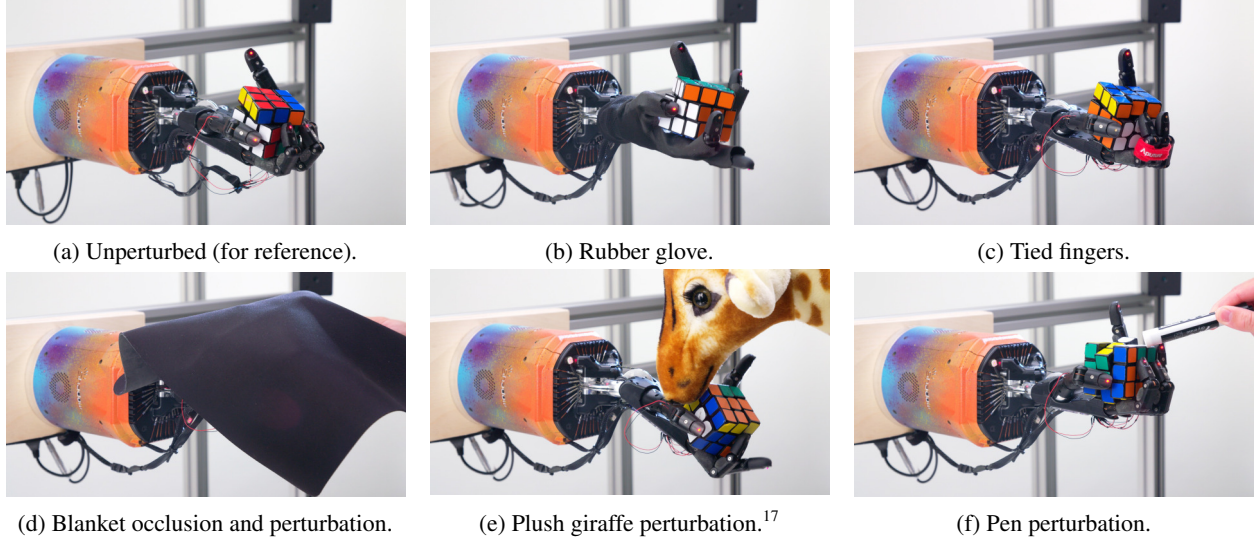 (a) Unperturbed (for reference).
(b) Rubber glove.
(c) Tied fingers.
(d) Blanket occlusion and perturbation.
(e) Plush giraffe perturbation.17
(f) Pen perturbation.